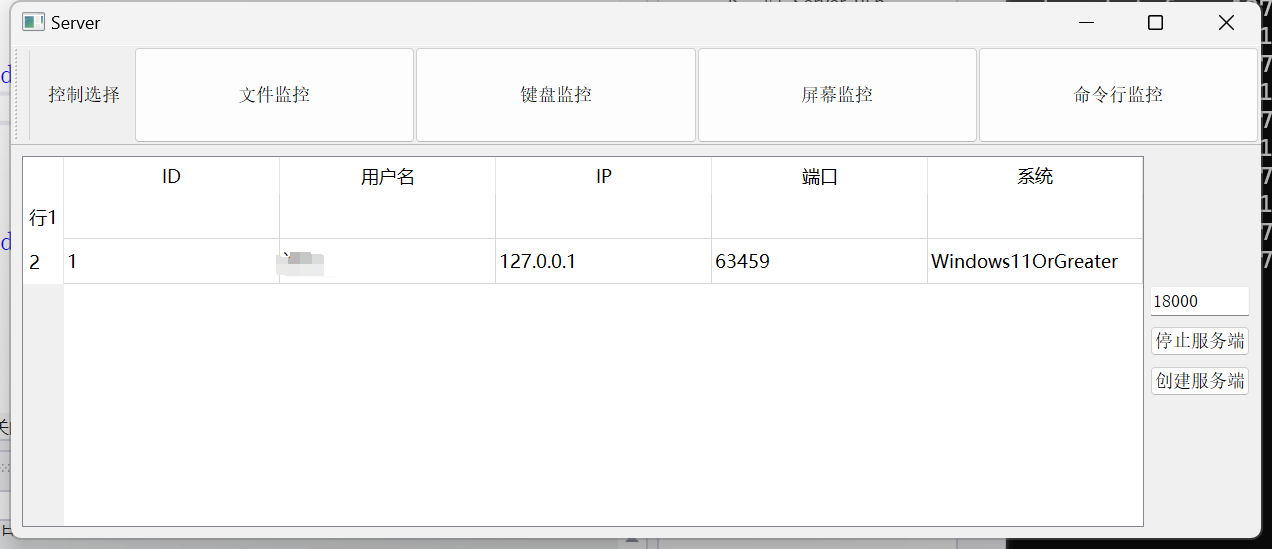 Server
控制选择 文件监控 键盘监控 屏幕监控 命令行监控
ID 用户名 IP 端口 系统
行1
2 1 127.0.0.1 63459 Windows11OrGreater
18000
停止服务端
创建服务端